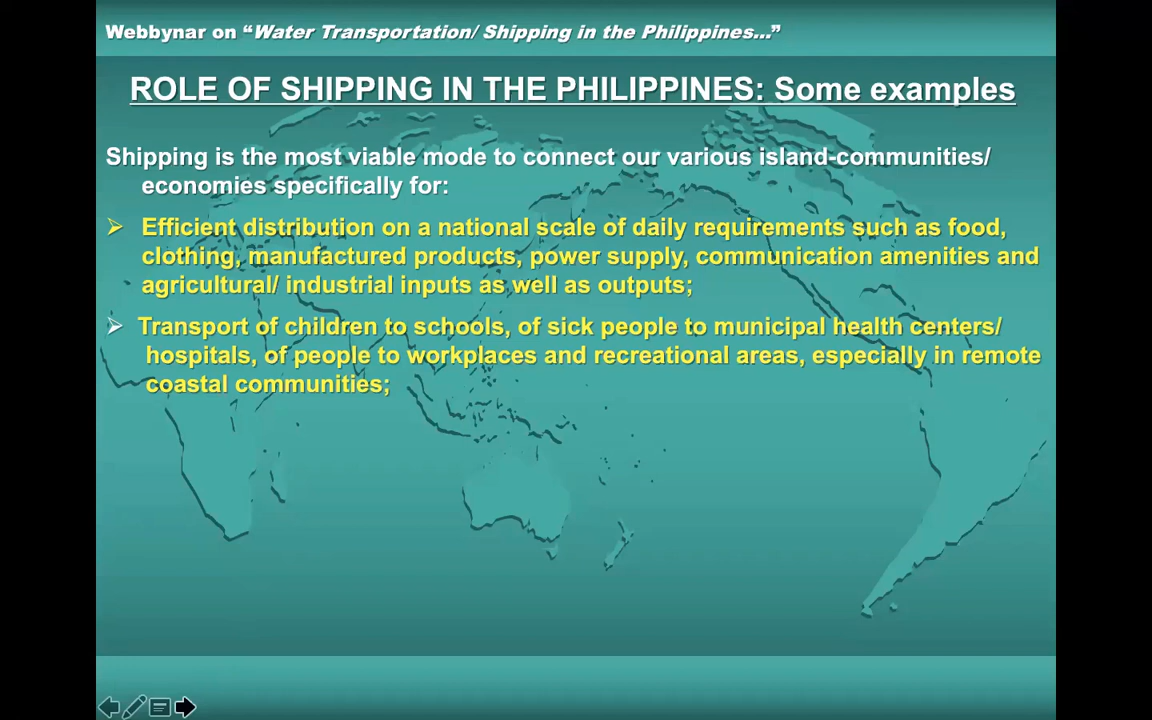 Webbynar on “Water Transportation/ Shipping in the Philippines...”
ROLE OF SHIPPING IN THE PHILIPPINES: Some examples
Shipping is the most viable mode to connect our various island-communities/
economies specifically for:
➢ Efficient distribution on a national scale of daily requirements such as food,
clothing, manufactured products, power supply, communication amenities and
agricultural/ industrial inputs as well as outputs;
➢ Transport of children to schools, of sick people to municipal health centers/
hospitals, of people to workplaces and recreational areas, especially in remote
coastal communities;